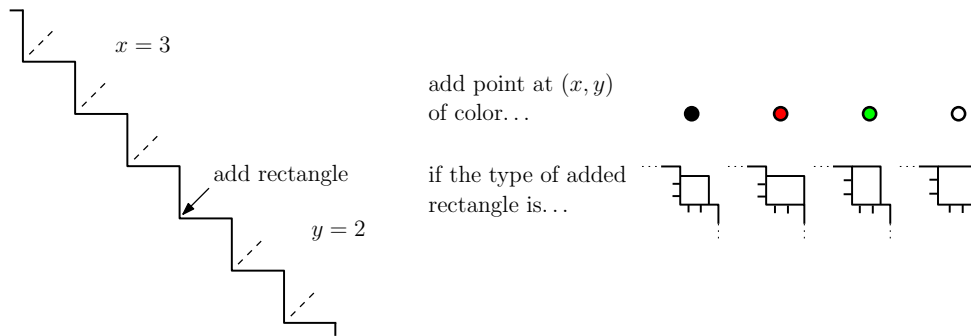 x = 3
add rectangle
y = 2
add point at (x, y)
of color...
if the type of added
rectangle is...